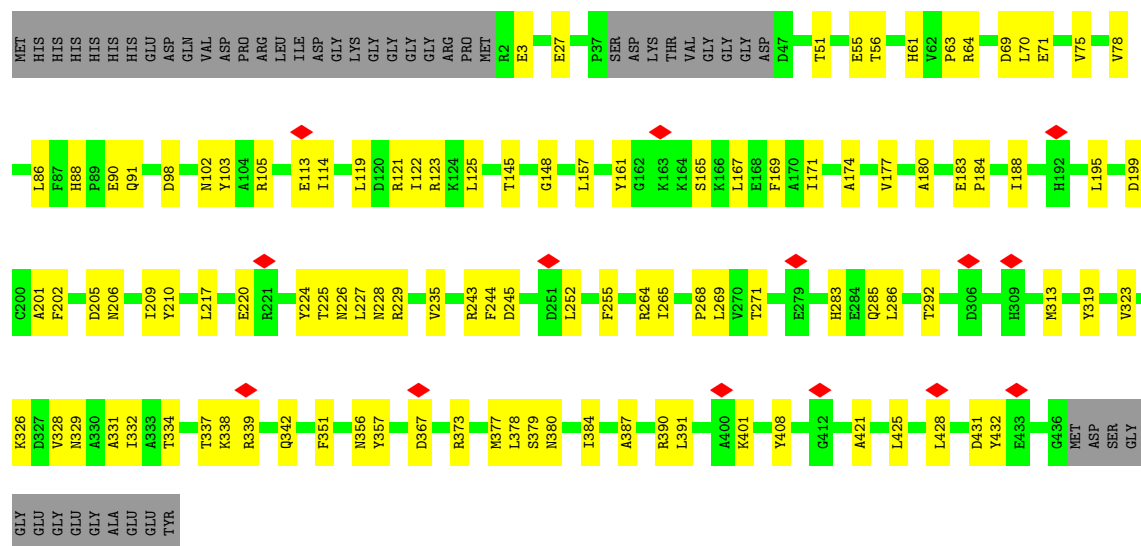 MET HIS HIS HIS HIS HIS HIS GLU ASP GLN VAL ASP PRO ARG LEU ILE ASP GLY LYS GLY GLY GLY GLY ARG PRO MET R2 E3 E27 P37 SER ASP LYS THR VAL GLY GLY GLY ASP D47 T51 E55 T56 H61 V62 P63 R64 D69 L70 E71 V75 V78
L86 F87 H88 P89 E90 Q91 D98 N102 Y103 A104 R105 E113 I114 L119 D120 R121 I122 R123 K124 L125 T145 G148 L157 Y161 G162 K163 K164 S165 K166 L167 E168 F169 A170 I171 A174 V177 A180 E183 P184 I188 H192 L195 D199
C200 A201 F202 D205 N206 I209 Y210 L217 E220 R221 Y224 T225 N226 L227 N228 R229 V235 R243 F244 D245 D251 L252 F255 R264 I265 P268 L269 V270 T271 E279 H283 E284 Q285 L286 T292 D306 H309 M313 Y319 V323
K326 D327 V328 N329 A330 A331 I332 A333 T334 T337 K338 R339 Q342 F351 N356 Y357 D367 R373 M377 L378 S379 N380 I384 A387 R390 L391 A400 K401 Y408 G412 A421 L425 L428 D431 Y432 E433 G436 MET ASP SER GLY
GLY GLU GLY GLU GLY ALA GLU GLU TYR